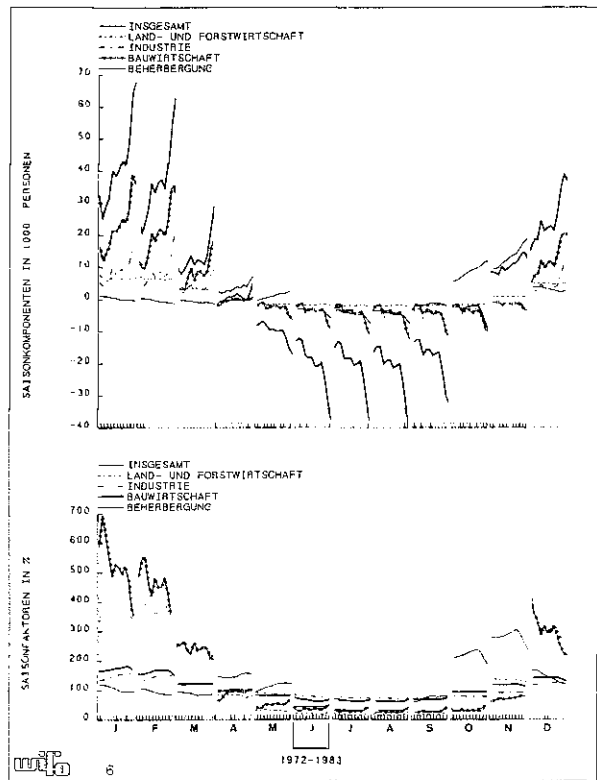 INSGESAMT
LAND- UND FORSTWIRTSCHAFT
INDUSTRIE
BAUWIRTSCHAFT
BEHERBERGUNG
SAISONKOMPONENTEN IN 1000 PERSONEN
70
60
50
40
30
20
10
0
-10
-20
-30
-40
INSGESAMT
LAND- UND FORSTWIRTSCHAFT
INDUSTRIE
BAUWIRTSCHAFT
BEHERBERGUNG
SAISONFAKTOREN IN %
700
600
500
400
300
200
100
0
J F M A M J J A S O N D
1972-1983
wifo 6